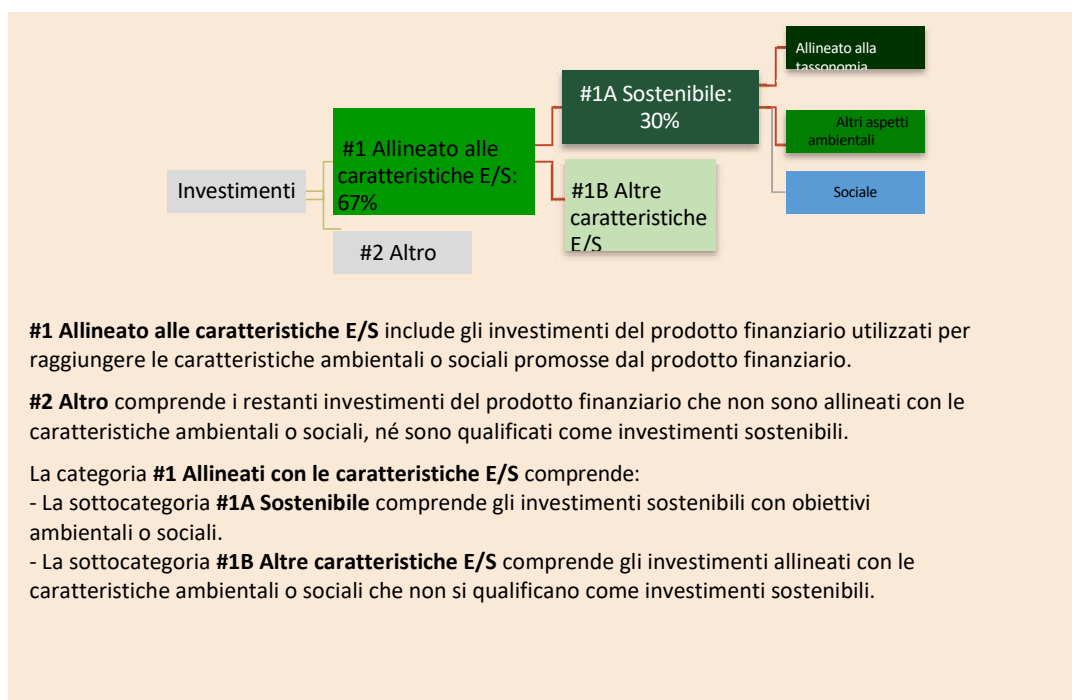 Allineato alla
tassonomia
#1A Sostenibile:
30%
Altri aspetti
ambientali
#1 Allineato alle
caratteristiche E/S:
67%
Investimenti
#1B Altre
caratteristiche
E/S
Sociale
#2 Altro
#1 Allineato alle caratteristiche E/S include gli investimenti del prodotto finanziario utilizzati per
raggiungere le caratteristiche ambientali o sociali promosse dal prodotto finanziario.
#2 Altro comprende i restanti investimenti del prodotto finanziario che non sono allineati con le
caratteristiche ambientali o sociali, né sono qualificati come investimenti sostenibili.
La categoria #1 Allineati con le caratteristiche E/S comprende:
- La sottocategoria #1A Sostenibile comprende gli investimenti sostenibili con obiettivi
ambientali o sociali.
- La sottocategoria #1B Altre caratteristiche E/S comprende gli investimenti allineati con le
caratteristiche ambientali o sociali che non si qualificano come investimenti sostenibili.